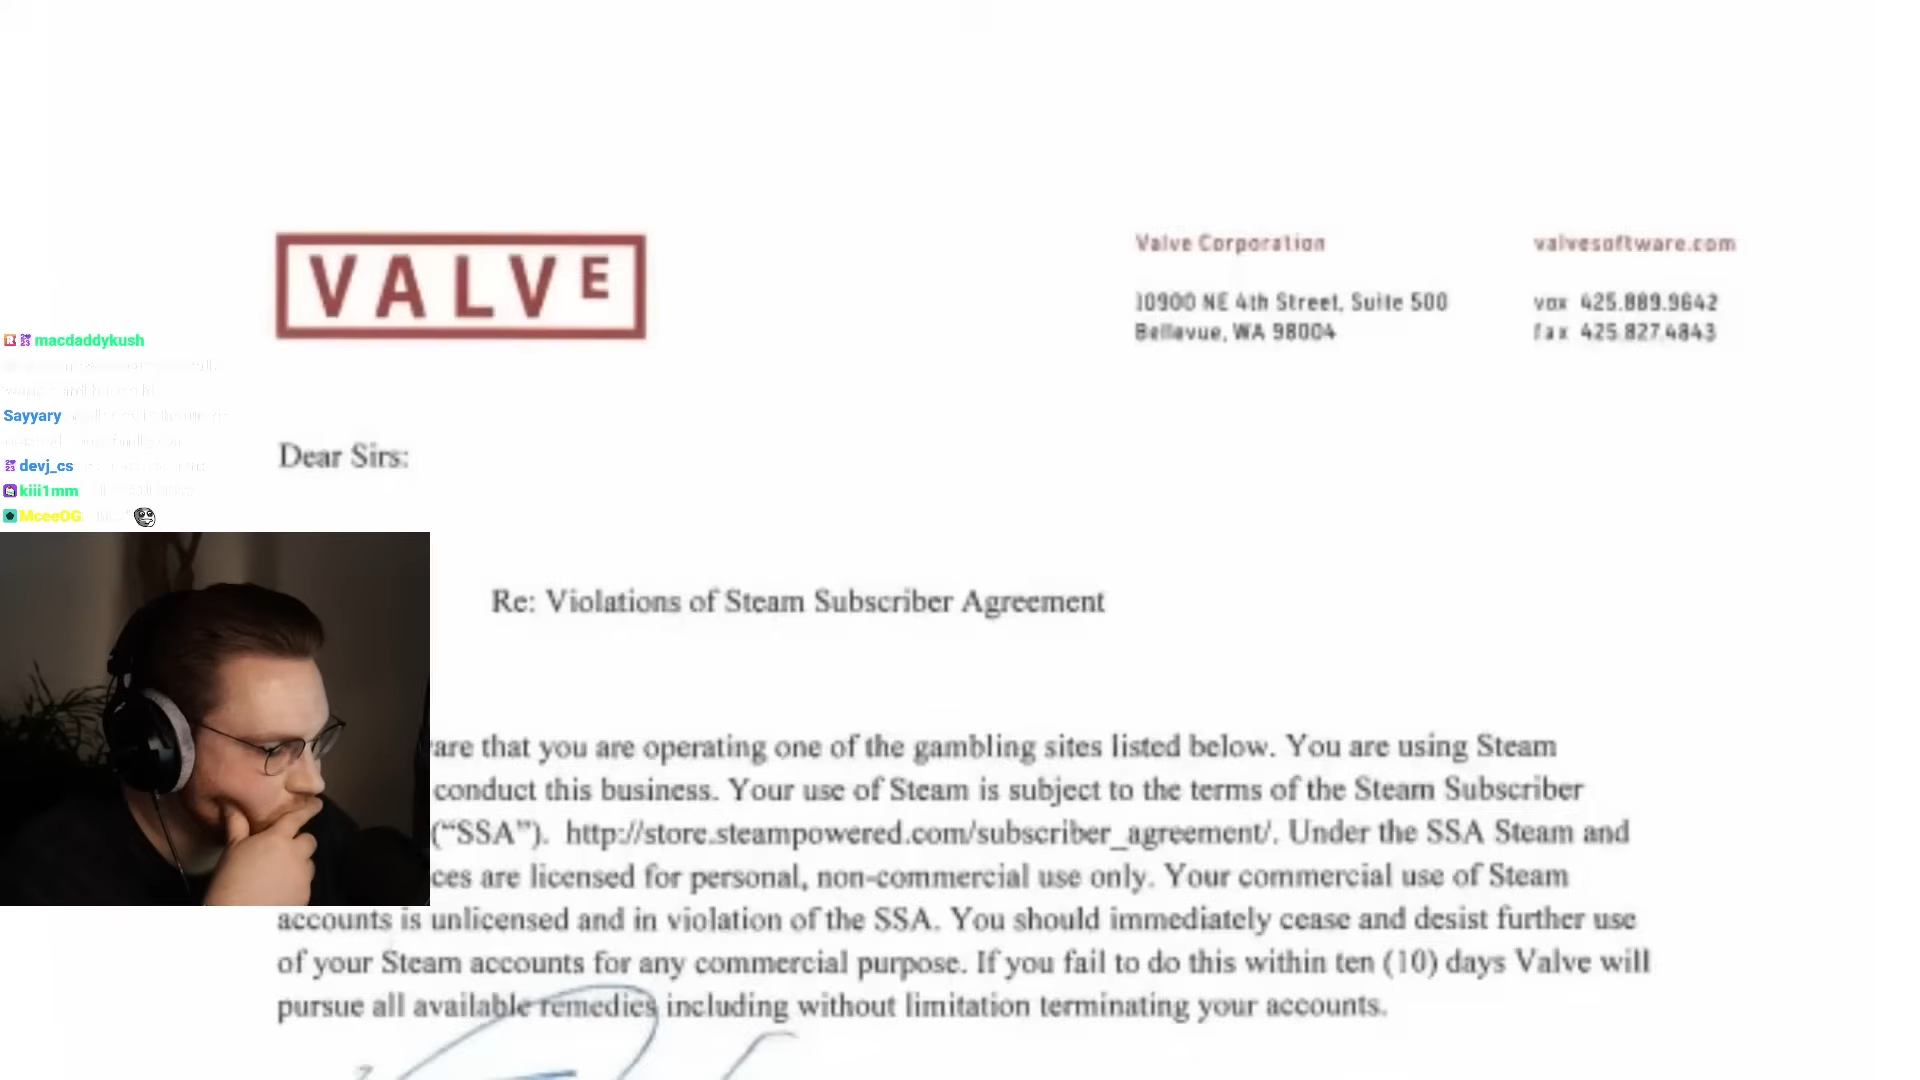 VALVE
Valve Corporation
valvesoftware.com
10900 NE 4th Street, Suite 500
Bellevue, WA 98004
vox 425.889.9642
fax 425.827.4843
macdaddykush
Sayyary
devj_cs
kiii1mm
MceeOG
Dear Sirs:
Re: Violations of Steam Subscriber Agreement
are that you are operating one of the gambling sites listed below. You are using Steam
conduct this business. Your use of Steam is subject to the terms of the Steam Subscriber
("SSA"). http://store.steampowered.com/subscriber_agreement/. Under the SSA Steam and
ces are licensed for personal, non-commercial use only. Your commercial use of Steam
accounts is unlicensed and in violation of the SSA. You should immediately cease and desist further use
of your Steam accounts for any commercial purpose. If you fail to do this within ten (10) days Valve will
pursue all available remedies including without limitation terminating your accounts.